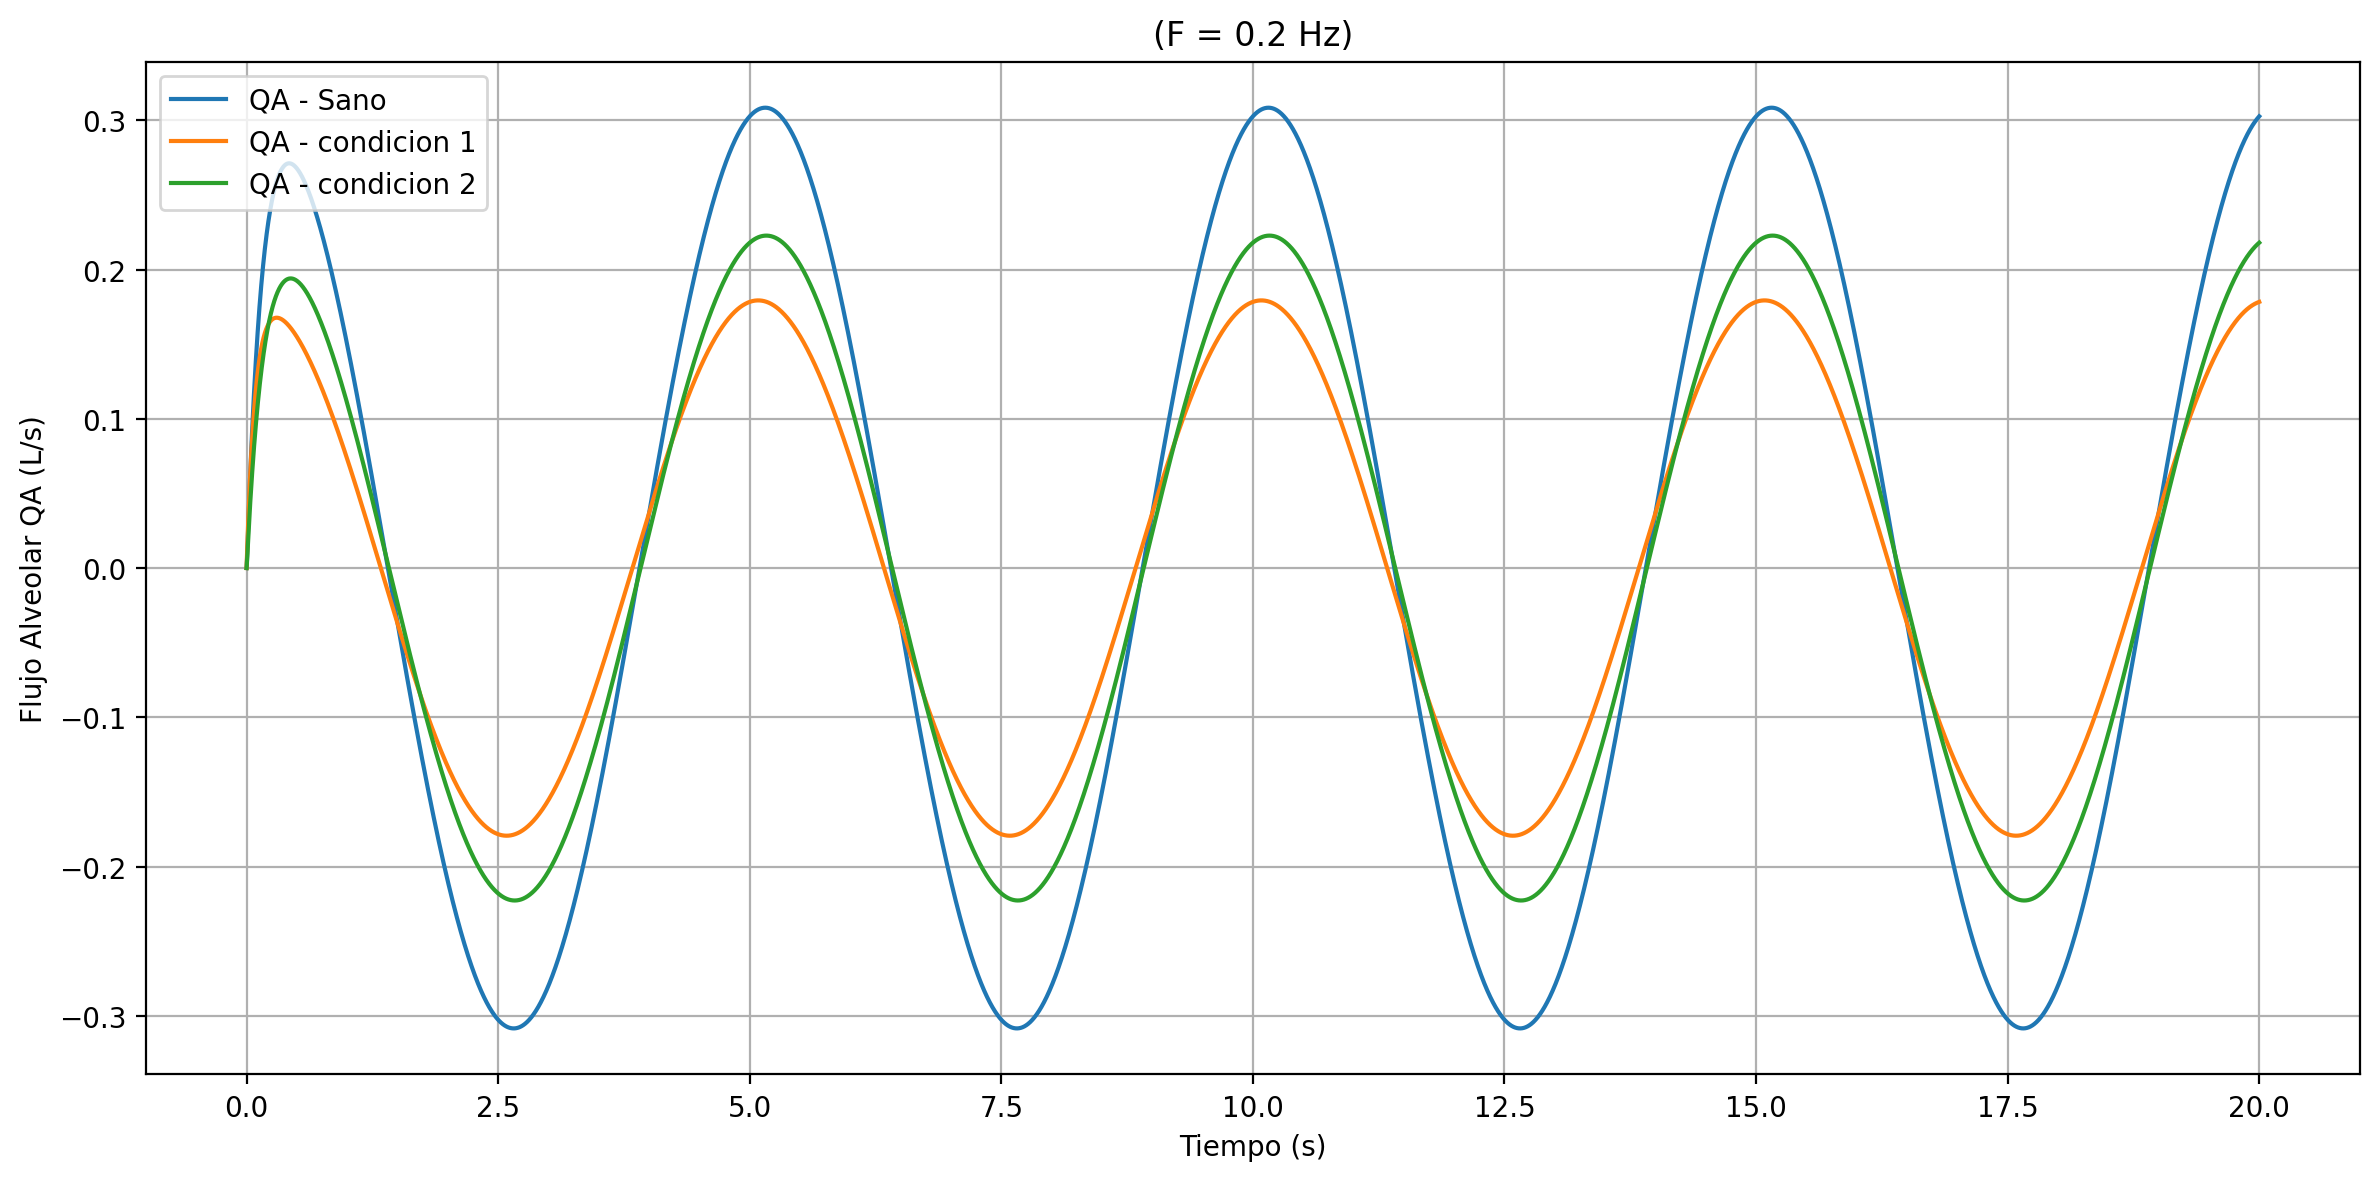 (F = 0.2 Hz)
QA - Sano
QA - condicion 1
QA - condicion 2
Flujo Alveolar QA (L/s)
0.3
0.2
0.1
0.0
−0.1
−0.2
−0.3
0.0 2.5 5.0 7.5 10.0 12.5 15.0 17.5 20.0
Tiempo (s)